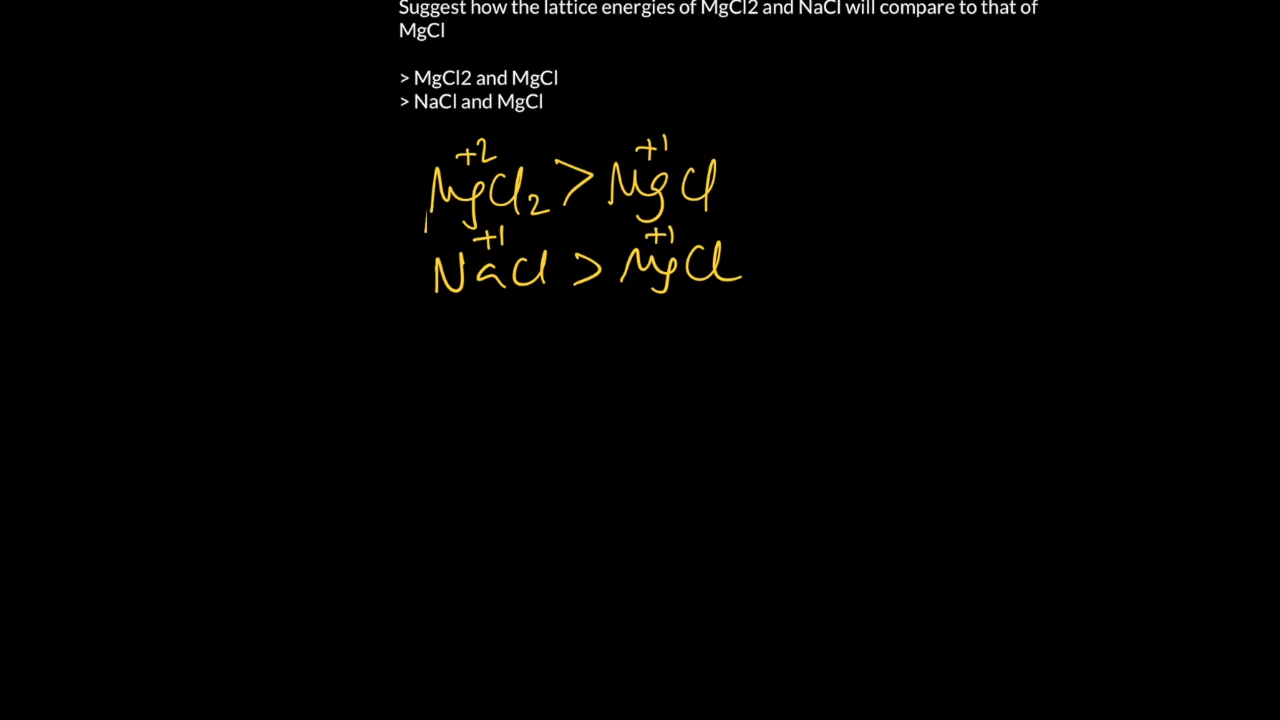 Suggest how the lattice energies of MgCl2 and NaCl will compare to that of
MgCl
> MgCl2 and MgCl
> NaCl and MgCl
+2 +1
MgCl₂ > MgCl
+1 +1
NaCl > MgCl